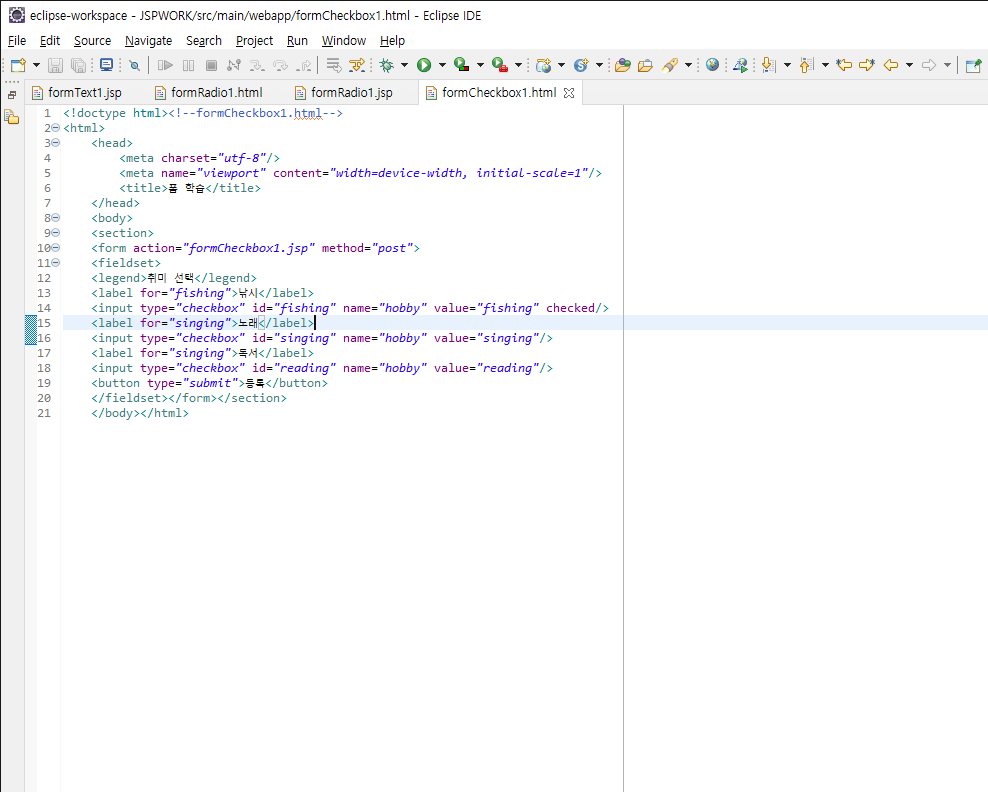 eclipse-workspace - JSPWORK/src/main/webapp/formCheckbox1.html - Eclipse IDE
File Edit Source Navigate Search Project Run Window Help
formText1.jsp formRadio1.html formRadio1.jsp formCheckbox1.html
1 <!doctype html><!--formCheckbox1.html-->
2 <html>
3 <head>
4 <meta charset="utf-8"/>
5 <meta name="viewport" content="width=device-width, initial-scale=1"/>
6 <title>폼 학습</title>
7 </head>
8 <body>
9 <section>
10 <form action="formCheckbox1.jsp" method="post">
11 <fieldset>
12 <legend>취미 선택</legend>
13 <label for="fishing">낚시</label>
14 <input type="checkbox" id="fishing" name="hobby" value="fishing" checked/>
15 <label for="singing">노래</label>
16 <input type="checkbox" id="singing" name="hobby" value="singing"/>
17 <label for="singing">독서</label>
18 <input type="checkbox" id="reading" name="hobby" value="reading"/>
19 <button type="submit">등록</button>
20 </fieldset></form></section>
21 </body></html>